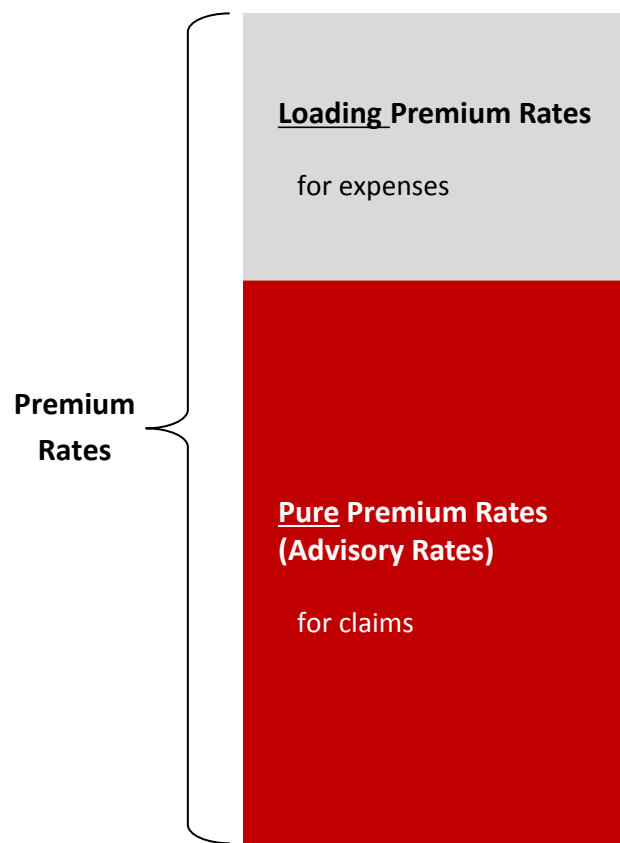 Loading Premium Rates
for expenses
Premium
Rates
Pure Premium Rates
(Advisory Rates)
for claims